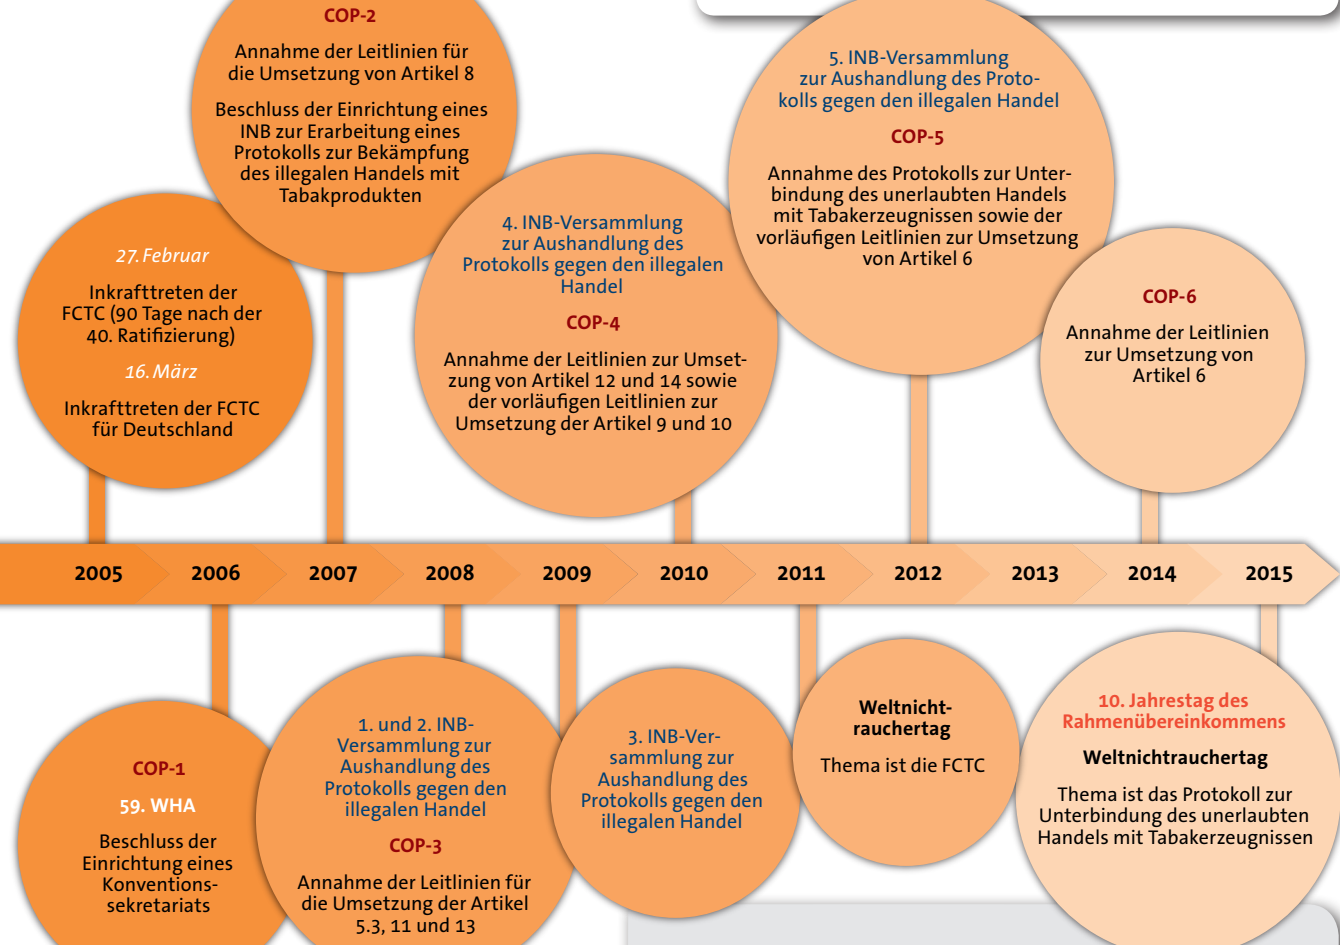 COP-2
Annahme der Leitlinien für
die Umsetzung von Artikel 8
Beschluss der Einrichtung eines
INB zur Erarbeitung eines
Protokolls zur Bekämpfung
des illegalen Handels mit
Tabakprodukten
5. INB-Versammlung
zur Aushandlung des Proto-
kolls gegen den illegalen Handel
COP-5
Annahme des Protokolls zur Unter-
bindung des unerlaubten Handels
mit Tabakerzeugnissen sowie der
vorläufigen Leitlinien zur Umsetzung
von Artikel 6
27. Februar
Inkrafttreten der
FCTC (90 Tage nach der
40. Ratifizierung)
16. März
Inkrafttreten der FCTC
für Deutschland
4. INB-Versammlung
zur Aushandlung des
Protokolls gegen den illegalen
Handel
COP-4
Annahme der Leitlinien zur Umset-
zung von Artikel 12 und 14 sowie
der vorläufigen Leitlinien zur
Umsetzung der Artikel 9 und 10
COP-6
Annahme der Leitlinien
zur Umsetzung von
Artikel 6
2005 2006 2007 2008 2009 2010 2011 2012 2013 2014 2015
COP-1
59. WHA
Beschluss der
Einrichtung eines
Konventions-
sekretariats
1. und 2. INB-
Versammlung zur
Aushandlung des
Protokolls gegen den
illegalen Handel
COP-3
Annahme der Leitlinien für
die Umsetzung der Artikel
5.3, 11 und 13
3. INB-Ver-
sammlung zur
Aushandlung des
Protokolls gegen den
illegalen Handel
Weltnicht-
rauchertag
Thema ist die FCTC
10. Jahrestag des
Rahmenübereinkommens
Weltnichtrauchertag
Thema ist das Protokoll zur
Unterbindung des unerlaubten
Handels mit Tabakerzeugnissen